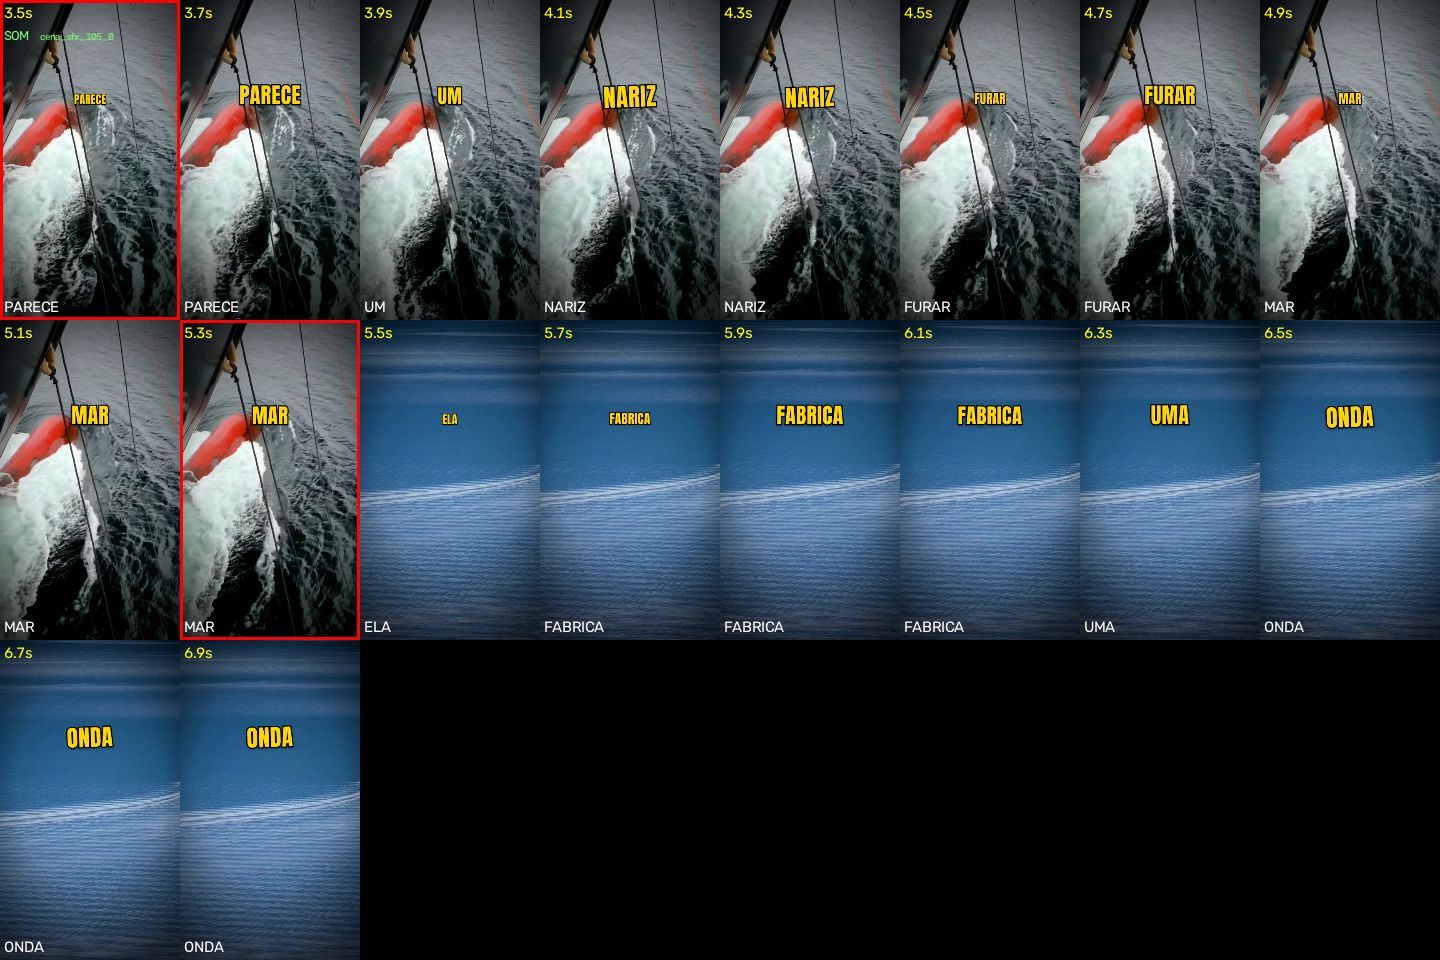 3.5s
SOM cena_sfx_105_0
PARECE
PARECE
3.7s
PARECE
PARECE
3.9s
UM
UM
4.1s
NARIZ
NARIZ
4.3s
NARIZ
NARIZ
4.5s
FURAR
FURAR
4.7s
FURAR
FURAR
4.9s
MAR
MAR
5.1s
MAR
MAR
5.3s
MAR
MAR
5.5s
ELA
ELA
5.7s
FABRICA
FABRICA
5.9s
FABRICA
FABRICA
6.1s
FABRICA
FABRICA
6.3s
UMA
UMA
6.5s
ONDA
ONDA
6.7s
ONDA
ONDA
6.9s
ONDA
ONDA